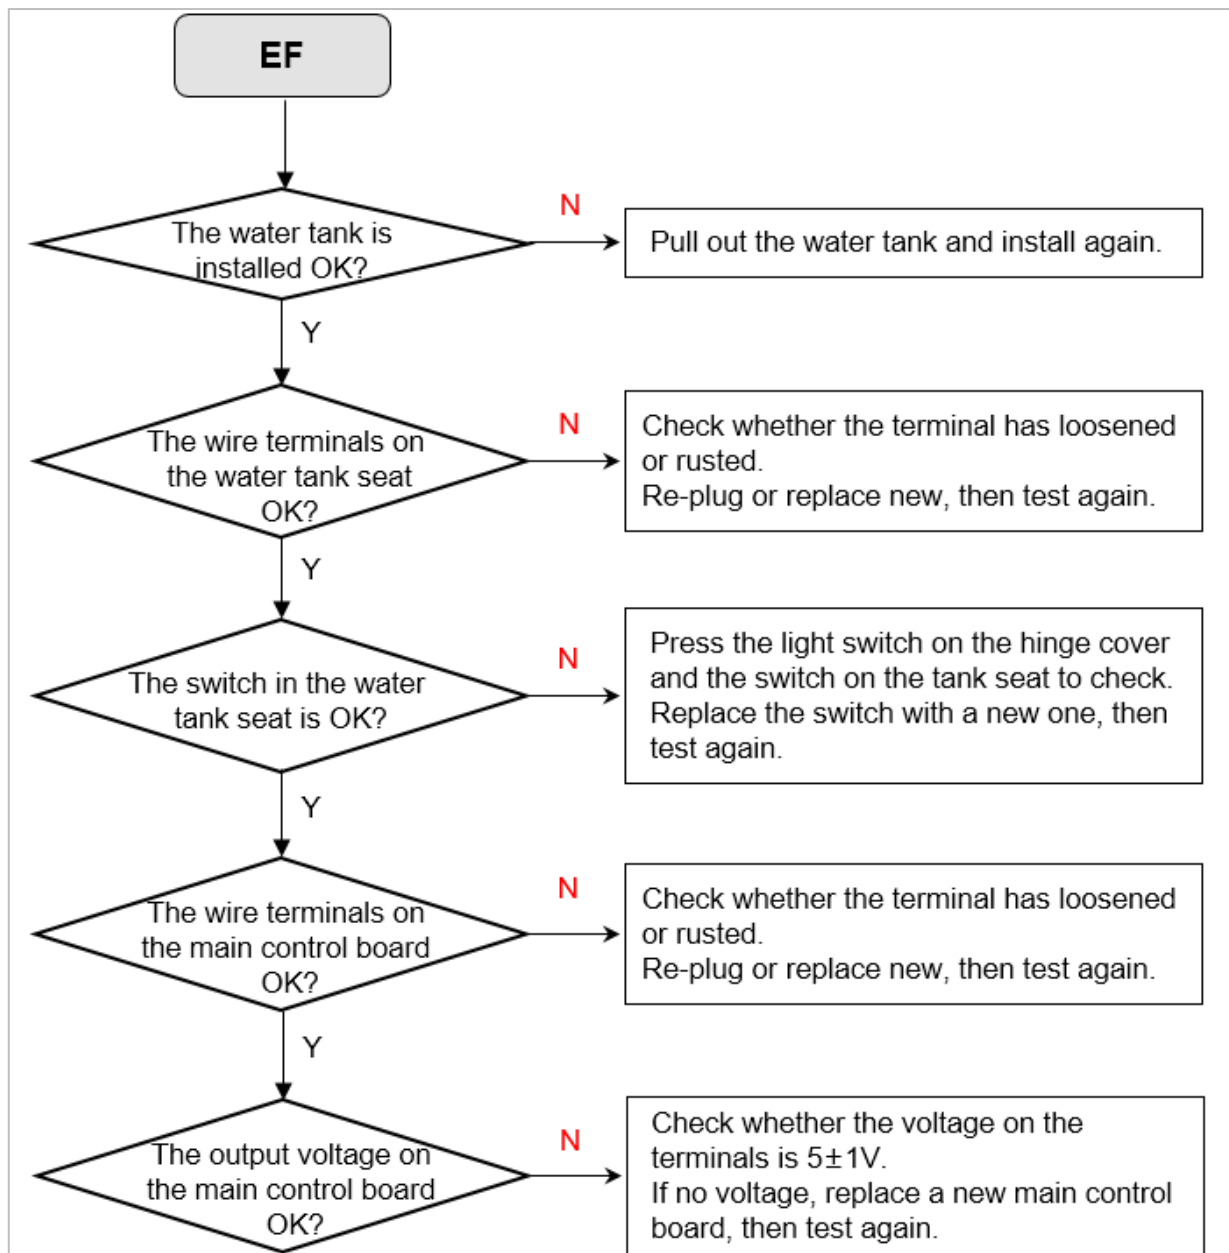 EF
The water tank is
installed OK?
N
Pull out the water tank and install again.
Y
The wire terminals on
the water tank seat
OK?
N
Check whether the terminal has loosened
or rusted.
Re-plug or replace new, then test again.
Y
The switch in the water
tank seat is OK?
N
Press the light switch on the hinge cover
and the switch on the tank seat to check.
Replace the switch with a new one, then
test again.
Y
The wire terminals on
the main control board
OK?
N
Check whether the terminal has loosened
or rusted.
Re-plug or replace new, then test again.
Y
The output voltage on
the main control board
OK?
N
Check whether the voltage on the
terminals is 5±1V.
If no voltage, replace a new main control
board, then test again.